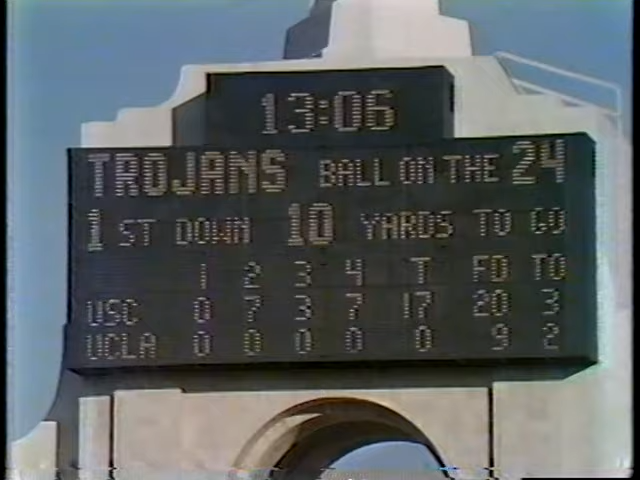 13:06
TROJANS BALL ON THE 24
1 ST DOWN 10 YARDS TO GO
1 2 3 4 T FD TO
USC 0 7 3 7 17 20 3
UCLA 0 0 0 0 0 9 2